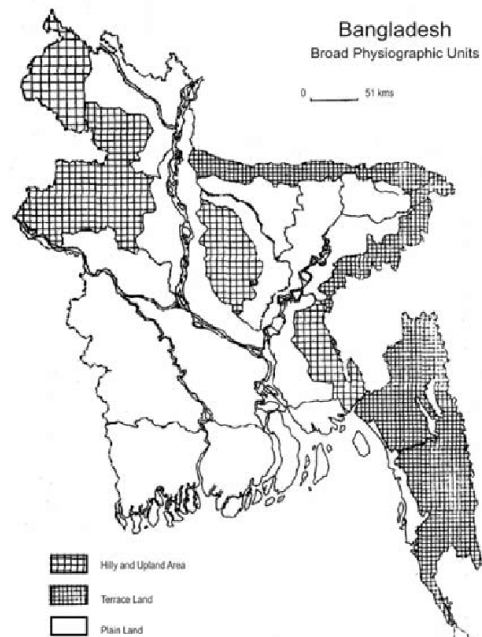 Bangladesh
Broad Physiographic Units
0 51 kms
Hilly and Upland Area
Terrace Land
Plain Land